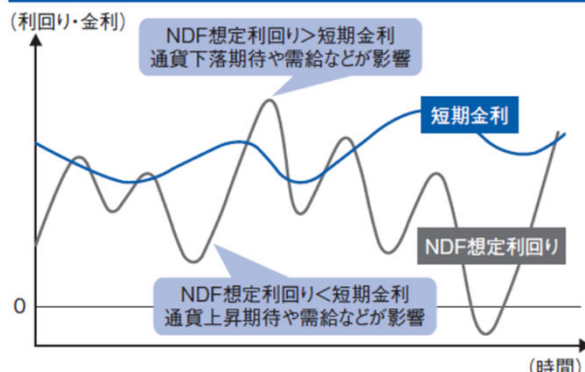 (利回り・金利)
NDF想定利回り>短期金利
通貨下落期待や需給などが影響
短期金利
NDF想定利回り
NDF想定利回り<短期金利
通貨上昇期待や需給などが影響
0
(時間)